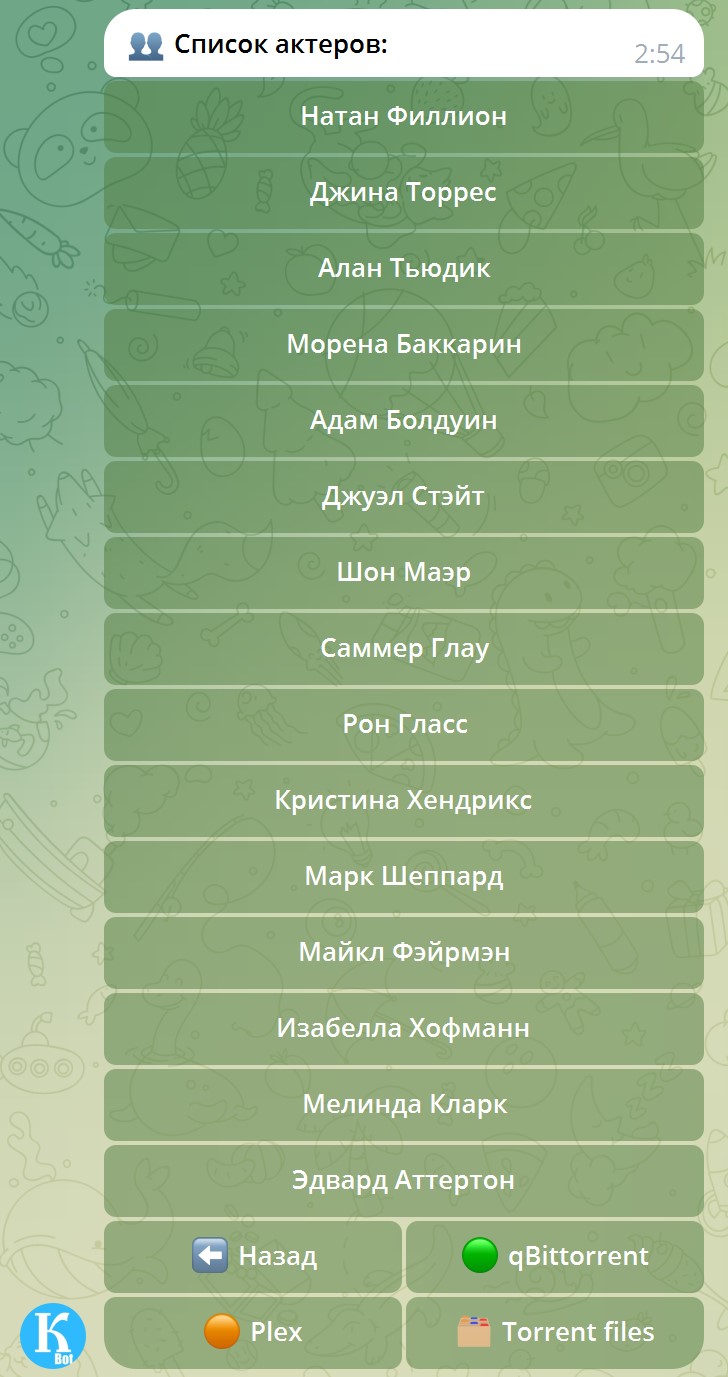 Список актеров:
2:54
Натан Филлион
Джина Торрес
Алан Тьюдик
Морена Баккарин
Адам Болдуин
Джуэл Стэйт
Шон Маэр
Саммер Глау
Рон Гласс
Кристина Хендрикс
Марк Шеппард
Майкл Фэйрмэн
Изабелла Хофманн
Мелинда Кларк
Эдвард Аттертон
Назад
qBittorrent
Plex
Torrent files
K
Bot